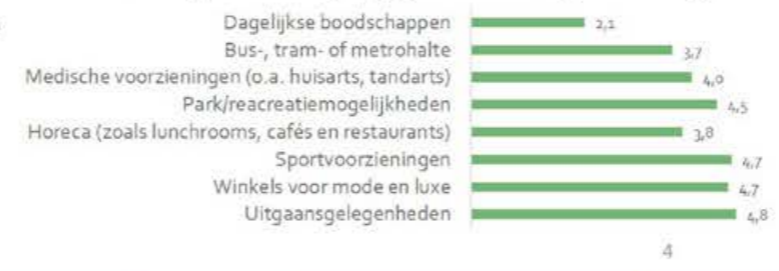 Dagelijkse boodschappen 2,1
Bus-, tram- of metrohalte 3,7
Medische voorzieningen (o.a. huisarts, tandarts) 4,0
Park/reacreatiemogelijkheden 4,5
Horeca (zoals lunchrooms, cafés en restaurants) 3,8
Sportvoorzieningen 4,7
Winkels voor mode en luxe 4,7
Uitgaansgelegenheden 4,8
4